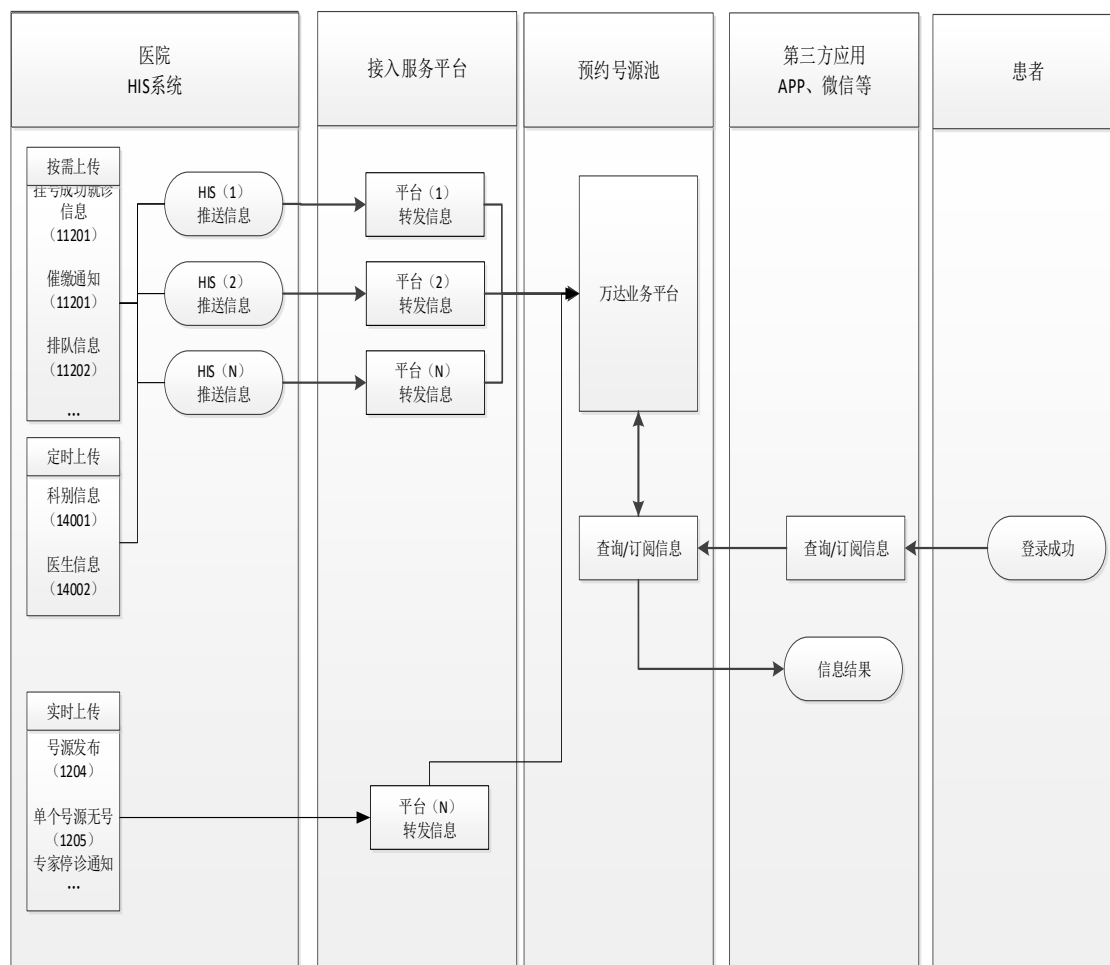 医院
HIS系统
接入服务平台
预约号源池
第三方应用
APP、微信等
患者
按需上传
挂号成功就诊
信息
（11201）
催缴通知
（11201）
排队信息
（11202）
...
HIS（1）
推送信息
平台（1）
转发信息
HIS（2）
推送信息
平台（2）
转发信息
万达业务平台
HIS（N）
推送信息
平台（N）
转发信息
定时上传
科别信息
（14001）
医生信息
（14002）
查询/订阅信息
查询/订阅信息
登录成功
信息结果
实时上传
号源发布
（1204）
单个号源无号
（1205）
专家停诊通知
...
平台（N）
转发信息